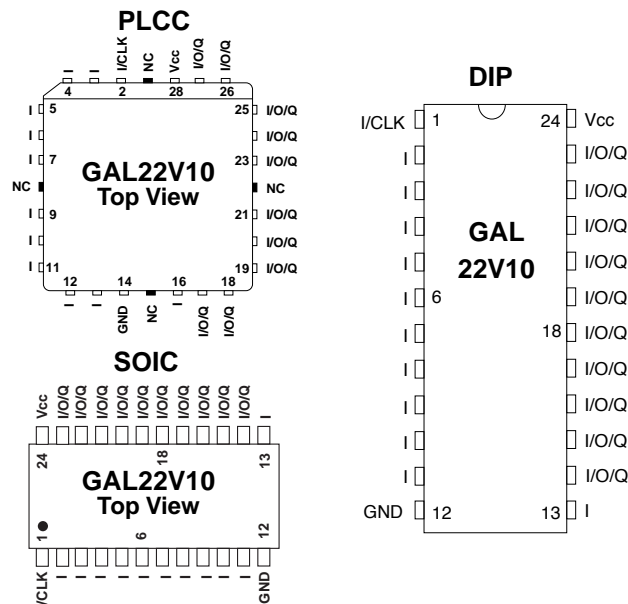 PLCC
I I I/CLK NC Vcc I/O/Q I/O/Q
4 2 28 26
I 5 25 I/O/Q
I I/O/Q
I 7 23 I/O/Q
GAL22V10
Top View
NC NC
I 9 21 I/O/Q
I I/O/Q
I 11 19 I/O/Q
12 14 16 18
I I GND NC I I/O/Q I/O/Q
SOIC
Vcc I/O/Q I/O/Q I/O/Q I/O/Q I/O/Q I/O/Q I/O/Q I/O/Q I/O/Q I/O/Q I
24 18 13
GAL22V10
Top View
1 6 12
/CLK I I I I I I I I I I GND
DIP
I/CLK 1 24 Vcc
I I/O/Q
I I/O/Q
I I/O/Q
GAL
22V10
I I/O/Q
I 6 I/O/Q
I 18 I/O/Q
I I/O/Q
I I/O/Q
I I/O/Q
I I/O/Q
GND 12 13 I